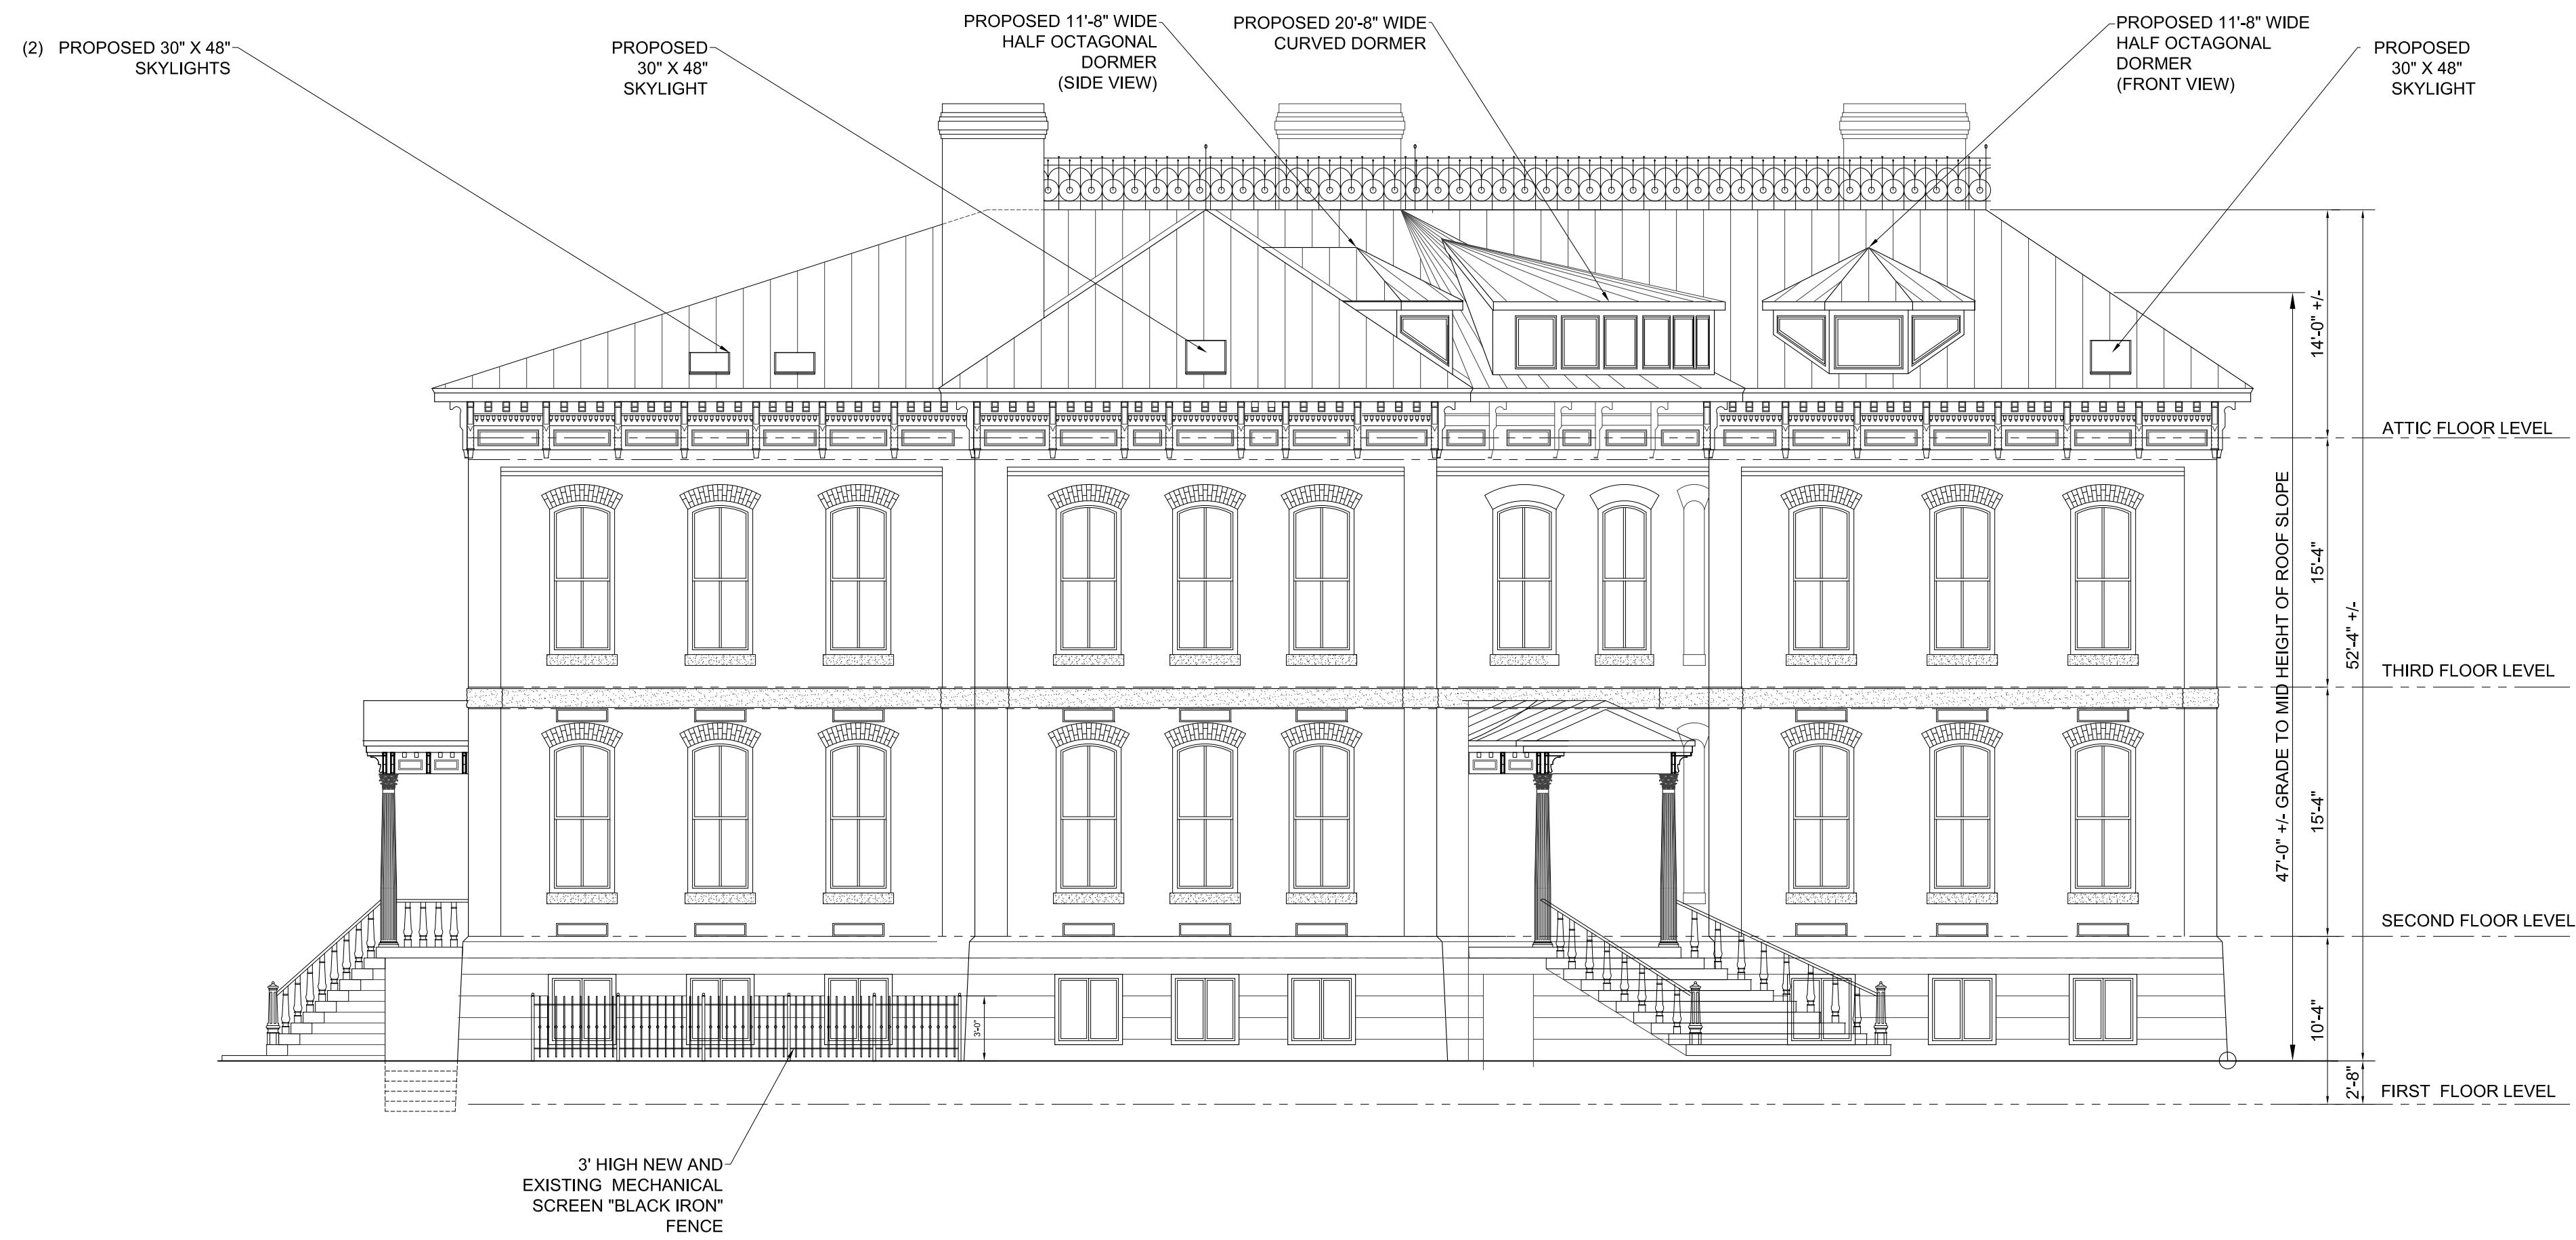 (2) PROPOSED 30" X 48"
SKYLIGHTS
PROPOSED
30" X 48"
SKYLIGHT
PROPOSED 11'-8" WIDE
HALF OCTAGONAL
DORMER
(SIDE VIEW)
PROPOSED 20'-8" WIDE
CURVED DORMER
PROPOSED 11'-8" WIDE
HALF OCTAGONAL
DORMER
(FRONT VIEW)
PROPOSED
30" X 48"
SKYLIGHT
14'-0" +/-
ATTIC FLOOR LEVEL
15'-4"
47'-0" +/- GRADE TO MID HEIGHT OF ROOF SLOPE
52'-4" +/-
THIRD FLOOR LEVEL
15'-4"
SECOND FLOOR LEVEL
10'-4"
3'-0"
2'-8"
FIRST FLOOR LEVEL
3' HIGH NEW AND
EXISTING MECHANICAL
SCREEN "BLACK IRON"
FENCE